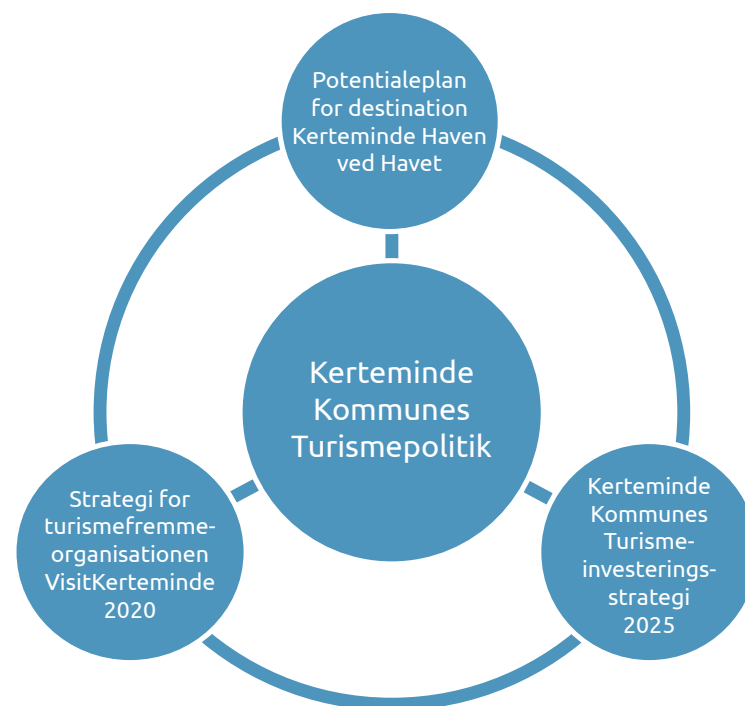 Potentialeplan
for destination
Kerteminde Haven
ved Havet
Kerteminde
Kommunes
Turismepolitik
Strategi for
turismefremme-
organisationen
VisitKerteminde
2020
Kerteminde
Kommunes
Turisme-
investerings-
strategi
2025